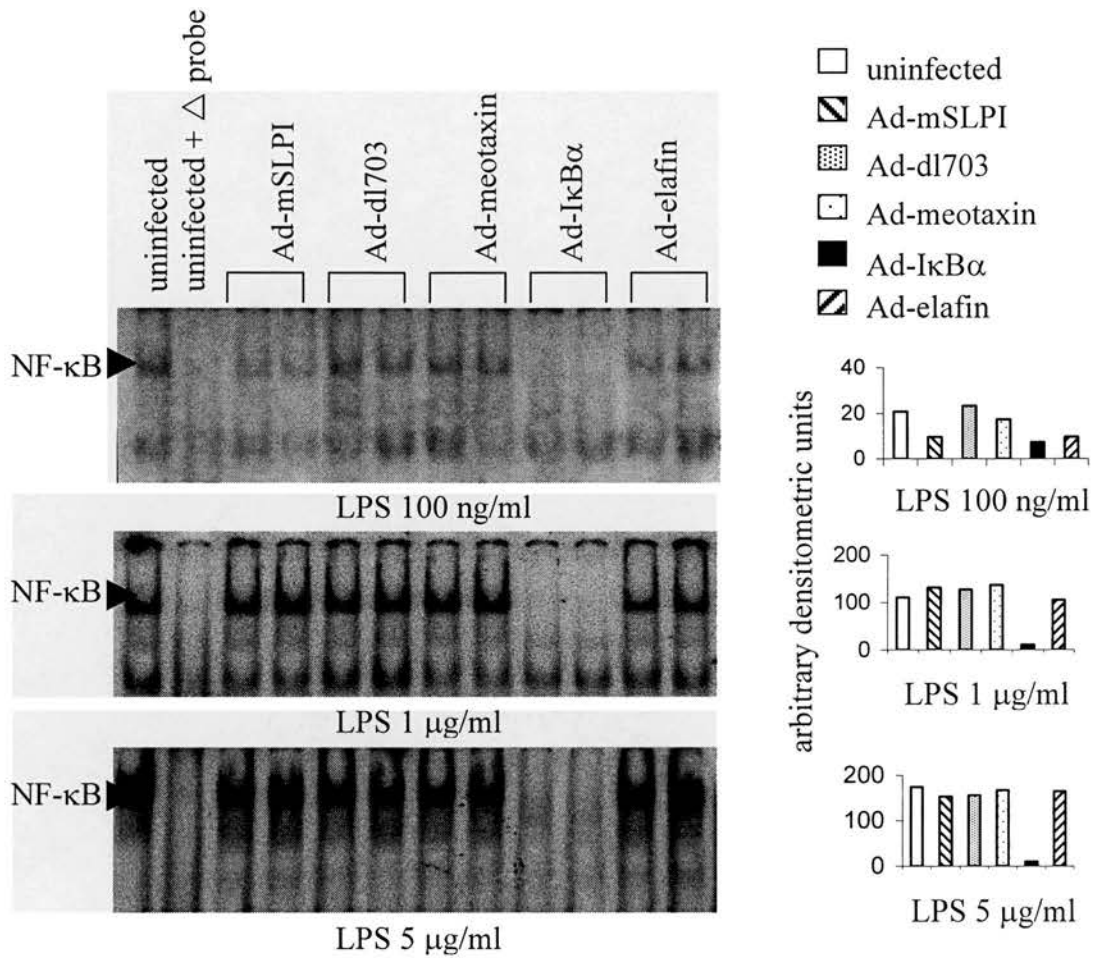 uninfected
uninfected + △ probe
Ad-mSLPI
Ad-dl703
Ad-meotaxin
Ad-IκBα
Ad-elafin
NF-κB
LPS 100 ng/ml
NF-κB
LPS 1 µg/ml
NF-κB
LPS 5 µg/ml
uninfected
Ad-mSLPI
Ad-dl703
Ad-meotaxin
Ad-IκBα
Ad-elafin
arbitrary densitometric units
40
20
0
LPS 100 ng/ml
200
100
0
LPS 1 µg/ml
200
100
0
LPS 5 µg/ml